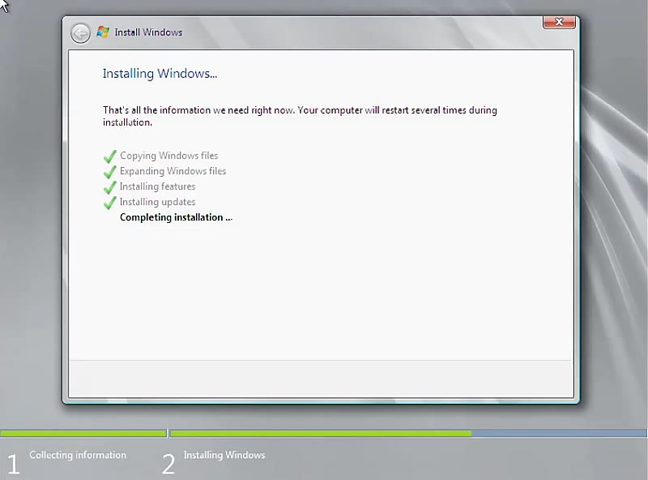 Install Windows
Installing Windows...
That's all the information we need right now. Your computer will restart several times during
installation.
Copying Windows files
Expanding Windows files
Installing features
Installing updates
Completing installation ...
1 Collecting information
2 Installing Windows